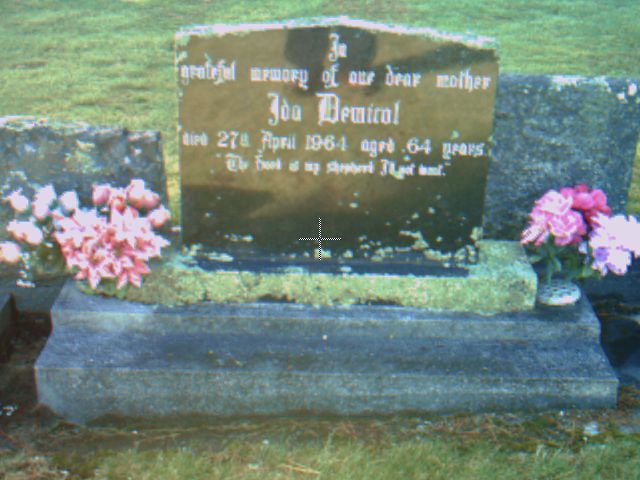 In
grateful memory of our dear mother
Ida Demicol
died 27th April 1964 aged 64 years.
The Lord is my shepherd I'll not want.